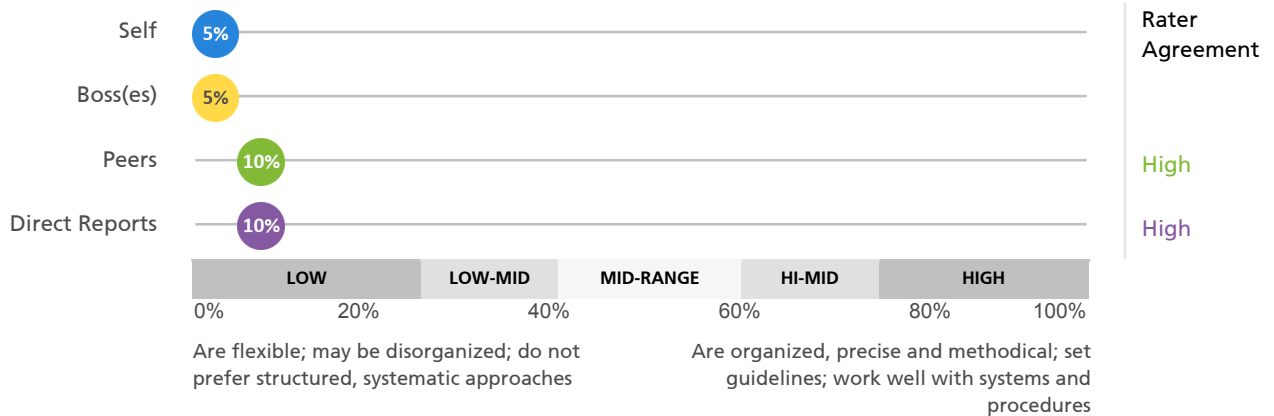 Self
5%
Rater
Agreement
Boss(es)
5%
Peers
10%
High
Direct Reports
10%
High
LOW LOW-MID MID-RANGE HI-MID HIGH
0% 20% 40% 60% 80% 100%
Are flexible; may be disorganized; do not
prefer structured, systematic approaches
Are organized, precise and methodical; set
guidelines; work well with systems and
procedures